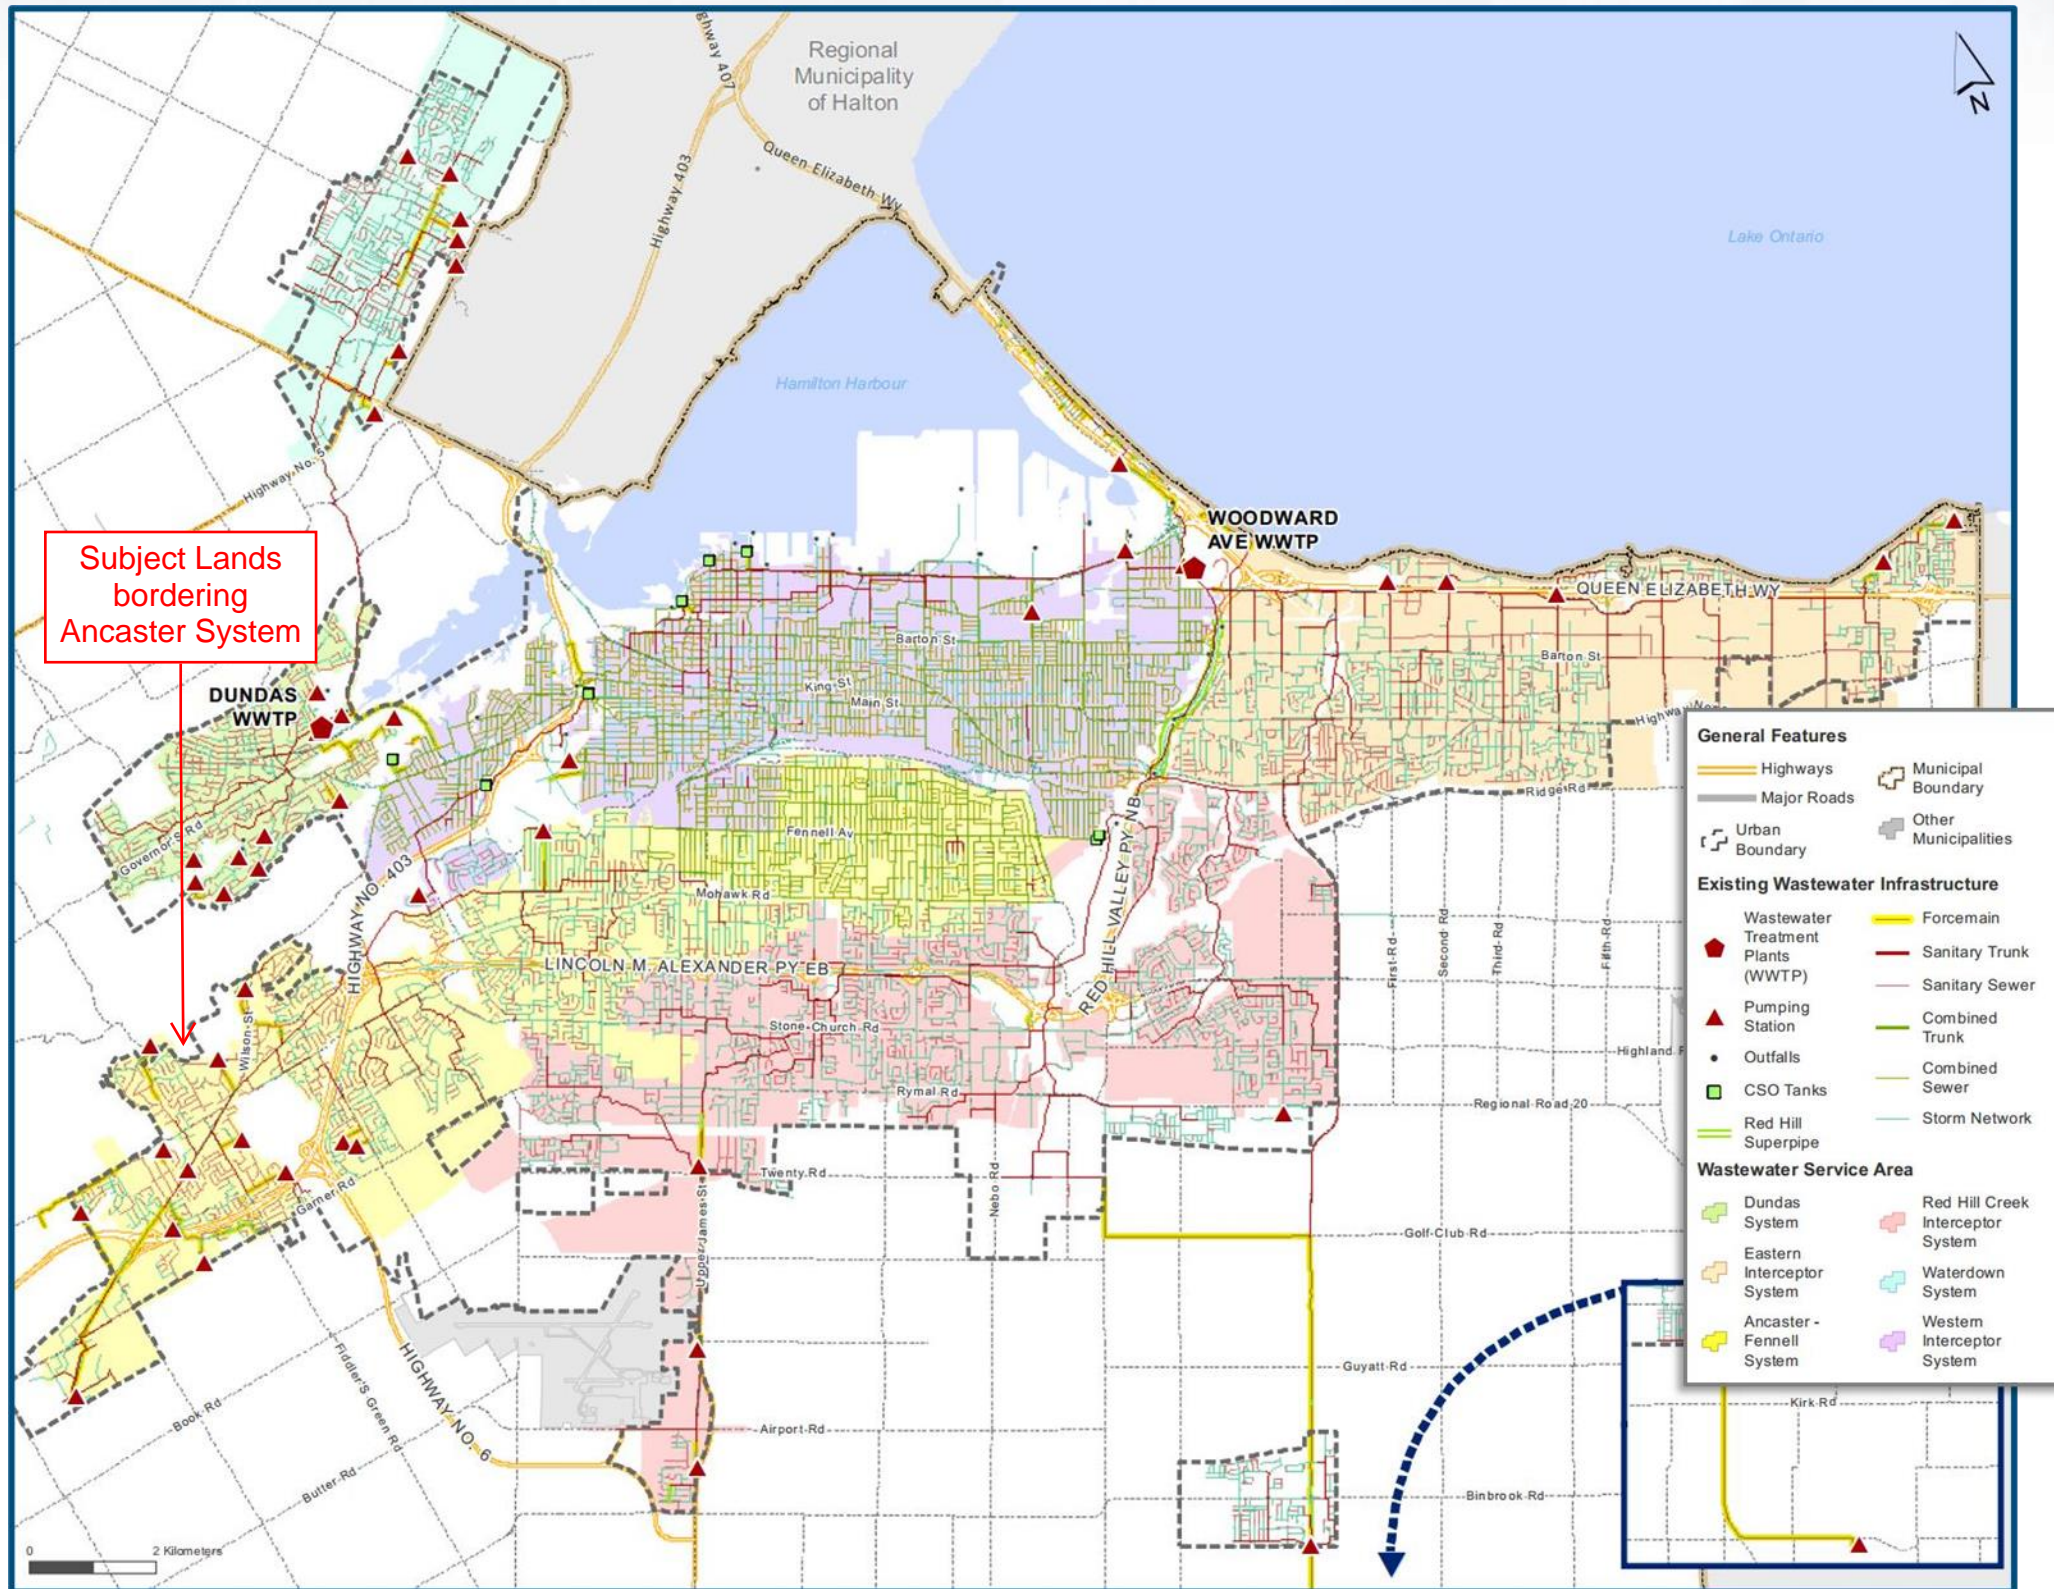 Regional
Municipality
of Halton
Highway 407
Queen Elizabeth Wy
Highway 403
N
Lake Ontario
Hamilton Harbour
Highway No. 5
Subject Lands
bordering
Ancaster System
WOODWARD
AVE WWTP
QUEEN ELIZABETH WY
Barton St
Barton St
King St
Main St
DUNDAS
WWTP
Governor'S Rd
Ridge Rd
Fennell Av
Mohawk Rd
HIGHWAY NO. 403
RED HILL VALLEY PY NB
LINCOLN M. ALEXANDER PY EB
Wilson St
Stone Church Rd
First Rd
Second Rd
Third Rd
Fifth Rd
Highland
Rymal Rd
Regional Road 20
Garner Rd
Twenty Rd
Nebo Rd
Upper James St
Golf Club Rd
Guyatt Rd
HIGHWAY NO. 6
Fiddler'S Green Rd
Book Rd
Butter Rd
Airport Rd
Binbrook Rd
Kirk Rd
0
2 Kilometers
General Features
Highways
Major Roads
Urban
Boundary
Municipal
Boundary
Other
Municipalities
Existing Wastewater Infrastructure
Wastewater
Treatment
Plants
(WWTP)
Pumping
Station
Outfalls
CSO Tanks
Red Hill
Superpipe
Forcemain
Sanitary Trunk
Sanitary Sewer
Combined
Trunk
Combined
Sewer
Storm Network
Wastewater Service Area
Dundas
System
Eastern
Interceptor
System
Ancaster -
Fennell
System
Red Hill Creek
Interceptor
System
Waterdown
System
Western
Interceptor
System